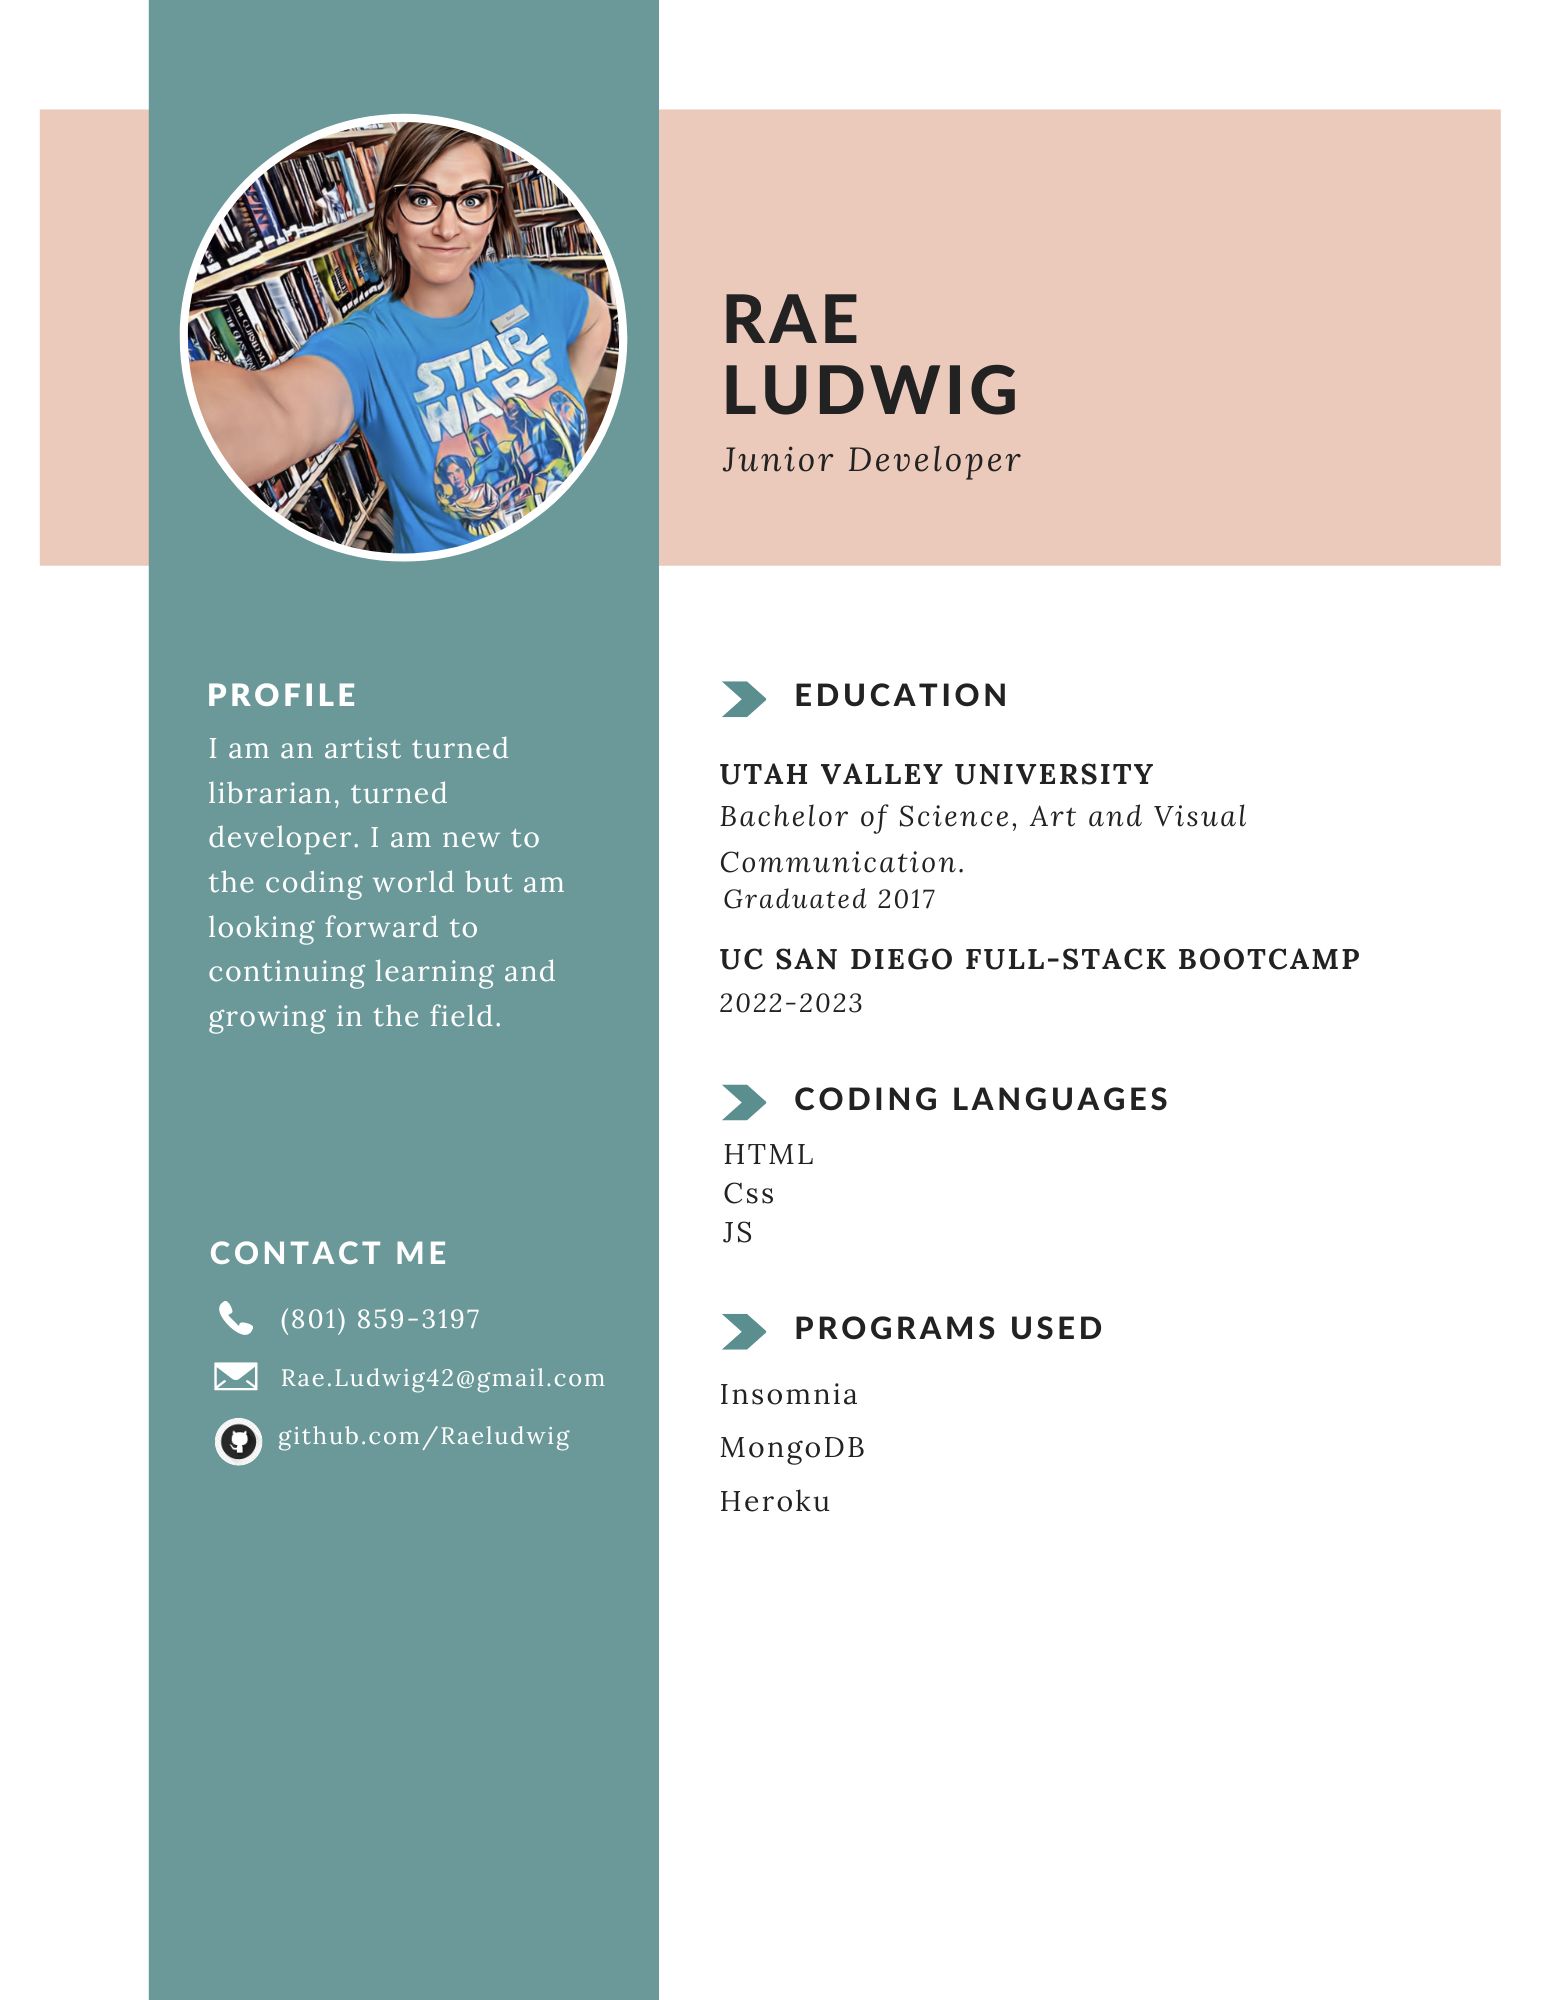 RAE
LUDWIG
Junior Developer
STAR
WARS
PROFILE
I am an artist turned
librarian, turned
developer. I am new to
the coding world but am
looking forward to
continuing learning and
growing in the field.
CONTACT ME
(801) 859-3197
Rae.Ludwig42@gmail.com
github.com/Raeludwig
EDUCATION
UTAH VALLEY UNIVERSITY
Bachelor of Science, Art and Visual
Communication.
Graduated 2017
UC SAN DIEGO FULL-STACK BOOTCAMP
2022-2023
CODING LANGUAGES
HTML
Css
JS
PROGRAMS USED
Insomnia
MongoDB
Heroku